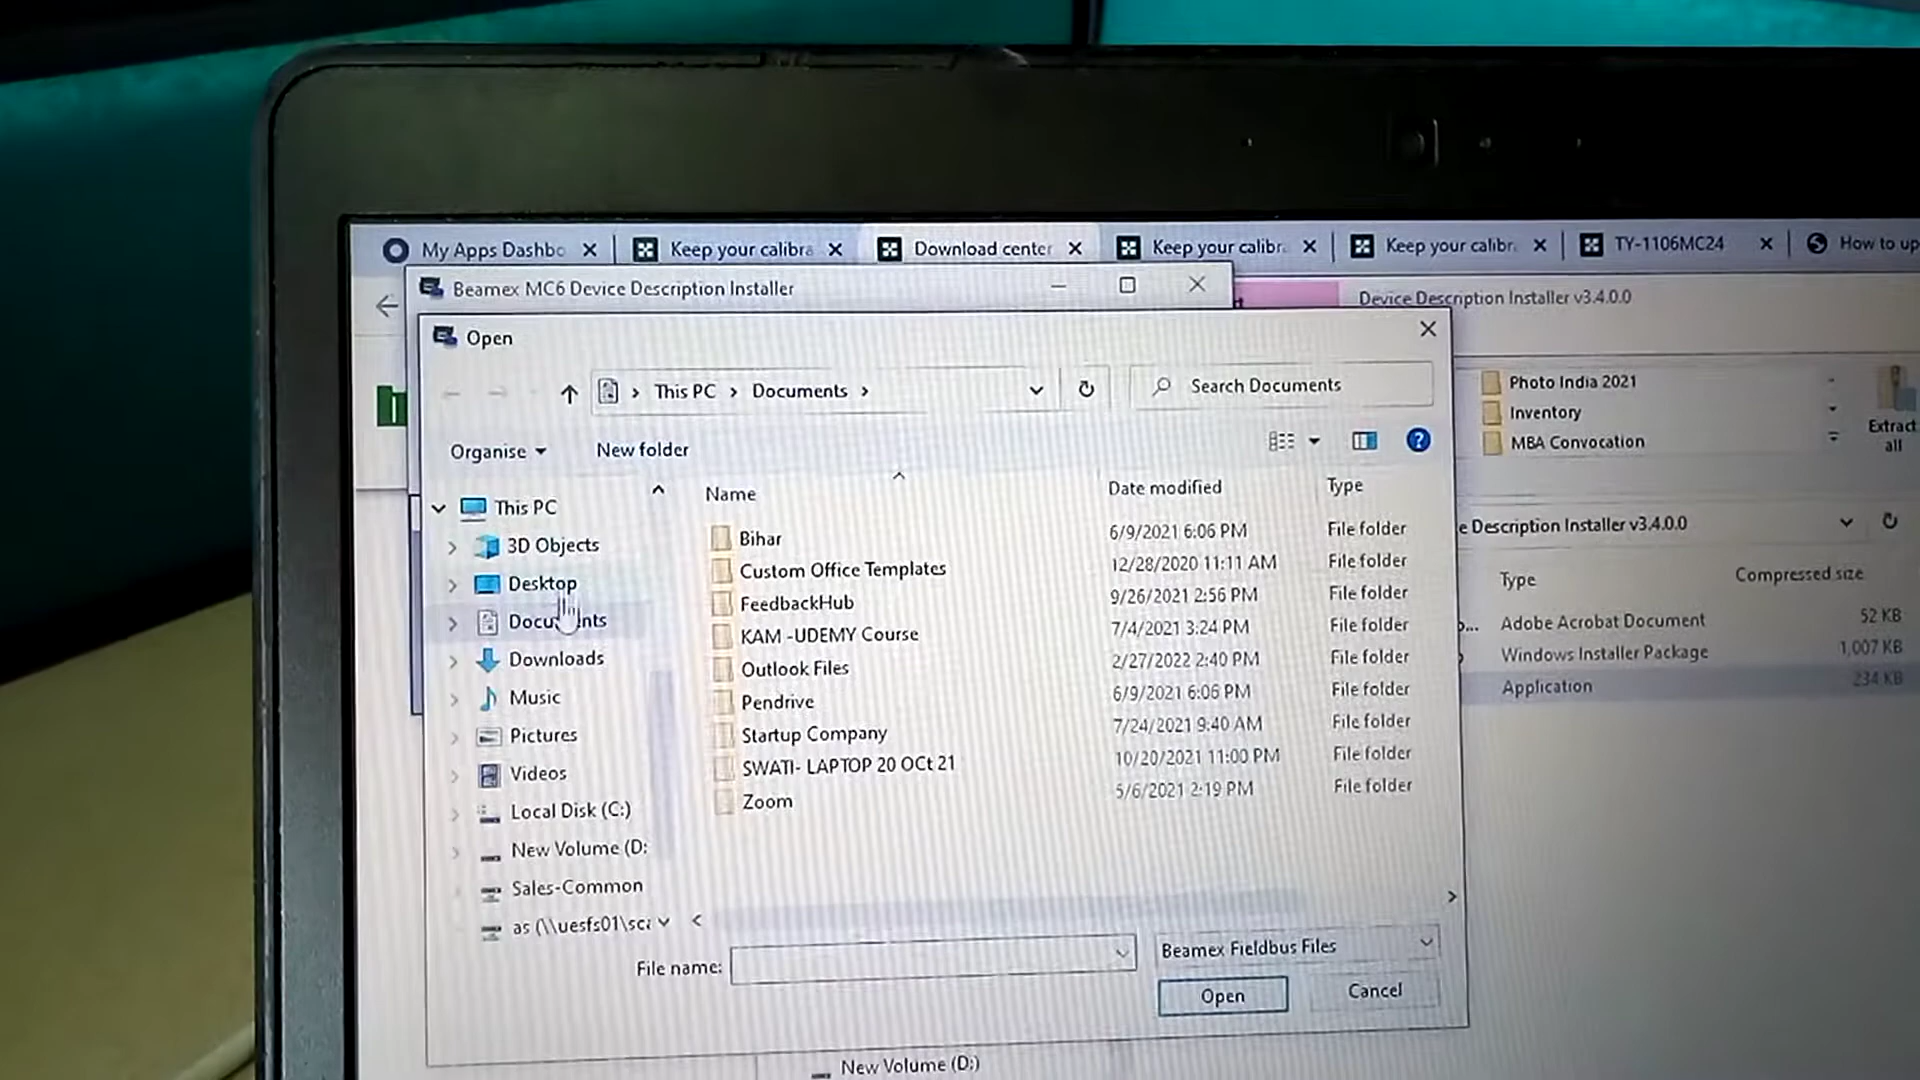 My Apps Dashbo
Keep your calibra
Download center
Keep your calibr
Keep your calibr
TY-1106MC24
How to up
Beamex MC6 Device Description Installer
Device Description Installer v3.4.0.0
Open
This PC > Documents >
Search Documents
Photo India 2021
Inventory
MBA Convocation
Extract
all
Organise
New folder
Name
Date modified
Type
This PC
3D Objects
Desktop
Documents
Downloads
Music
Pictures
Videos
Local Disk (C:)
New Volume (D:
Sales-Common
as (\\uesfs01\sca
Bihar 6/9/2021 6:06 PM File folder
Custom Office Templates 12/28/2020 11:11 AM File folder
FeedbackHub 9/26/2021 2:56 PM File folder
KAM -UDEMY Course 7/4/2021 3:24 PM File folder
Outlook Files 2/27/2022 2:40 PM File folder
Pendrive 6/9/2021 6:06 PM File folder
Startup Company 7/24/2021 9:40 AM File folder
SWATI- LAPTOP 20 OCt 21 10/20/2021 11:00 PM File folder
Zoom 5/6/2021 2:19 PM File folder
e Description Installer v3.4.0.0
Type
Compressed size
Adobe Acrobat Document 52 KB
Windows Installer Package 1,007 KB
Application 234 KB
File name:
Beamex Fieldbus Files
Open
Cancel
New Volume (D:)